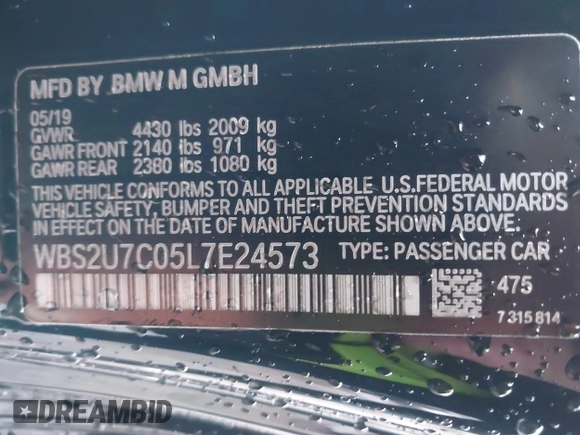 MFD BY BMW M GMBH
05/19
GVWR 4430 lbs 2009 kg
GAWR FRONT 2140 lbs 971 kg
GAWR REAR 2380 lbs 1080 kg
THIS VEHICLE CONFORMS TO ALL APPLICABLE U.S.FEDERAL MOTOR
VEHICLE SAFETY, BUMPER AND THEFT PREVENTION STANDARDS
IN EFFECT ON THE DATE OF MANUFACTURE SHOWN ABOVE.
WBS2U7C05L7E24573 TYPE: PASSENGER CAR
475
7 315 814
DREAMBID